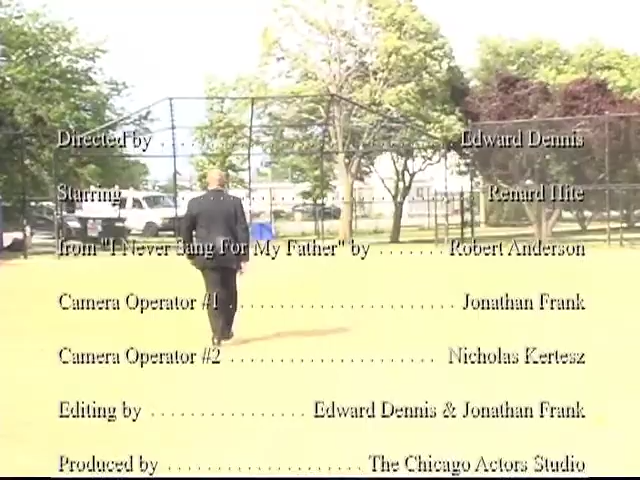 Directed by . . . . . . . . . . . . . . . . . . . . . . . . . . . . . . Edward Dennis
Starring . . . . . . . . . . . . . . . . . . . . . . . . . . . . . . . . . . . Renard Hite
from "I Never Sang For My Father" by . . . . . . . Robert Anderson
Camera Operator #1 . . . . . . . . . . . . . . . . . . . . . . . Jonathan Frank
Camera Operator #2 . . . . . . . . . . . . . . . . . . . . . Nicholas Kertesz
Editing by . . . . . . . . . . . . . . . . Edward Dennis & Jonathan Frank
Produced by . . . . . . . . . . . . . . . . . . . . The Chicago Actors Studio